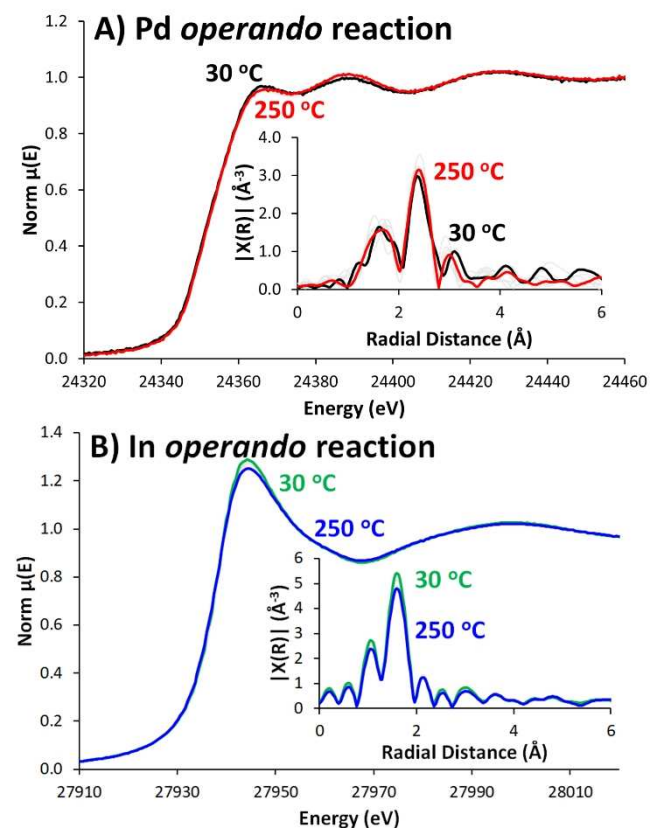 A) Pd operando reaction
1.2
1.0
0.8
0.6
0.4
0.2
0.0
Norm μ(E)
30 °C
250 °C
4.0
3.0
2.0
1.0
0.0
|X(R)| (Å-3)
250 °C
30 °C
0 2 4 6
Radial Distance (Å)
24320 24340 24360 24380 24400 24420 24440 24460
Energy (eV)
B) In operando reaction
1.4
1.2
1.0
0.8
0.6
0.4
0.2
0.0
Norm μ(E)
30 °C
250 °C
6
5
4
3
2
1
0
|X(R)| (Å-3)
30 °C
250 °C
0 2 4 6
Radial Distance (Å)
27910 27930 27950 27970 27990 28010
Energy (eV)